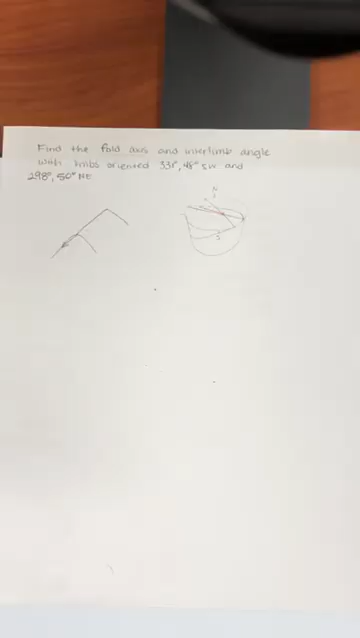 Find the fold axis and interlimb angle
with limbs oriented 331°, 48° SW and
298°, 50° NE
N
S